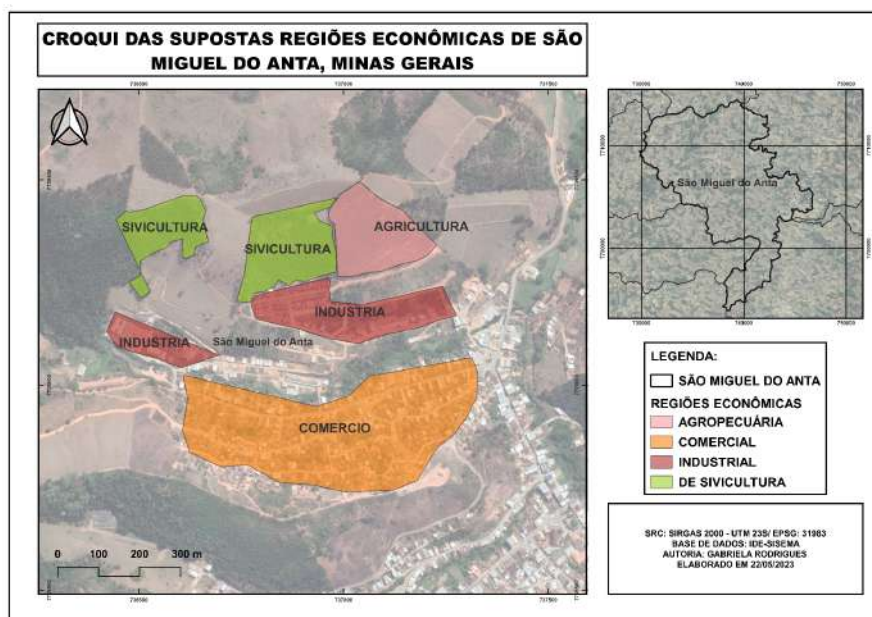 CROQUI DAS SUPOSTAS REGIÕES ECONÔMICAS DE SÃO
MIGUEL DO ANTA, MINAS GERAIS
SIVICULTURA
SIVICULTURA
AGRICULTURA
INDUSTRIA
INDUSTRIA
São Miguel do Anta
COMERCIO
0 100 200 300 m
São Miguel do Anta
LEGENDA:
SÃO MIGUEL DO ANTA
REGIÕES ECONÔMICAS
AGROPECUÁRIA
COMERCIAL
INDUSTRIAL
DE SIVICULTURA
SRC: SIRGAS 2000 - UTM 23S/ EPSG: 31983
BASE DE DADOS: IDE-SISEMA
AUTORIA: GABRIELA RODRIGUES
ELABORADO EM 22/05/2023